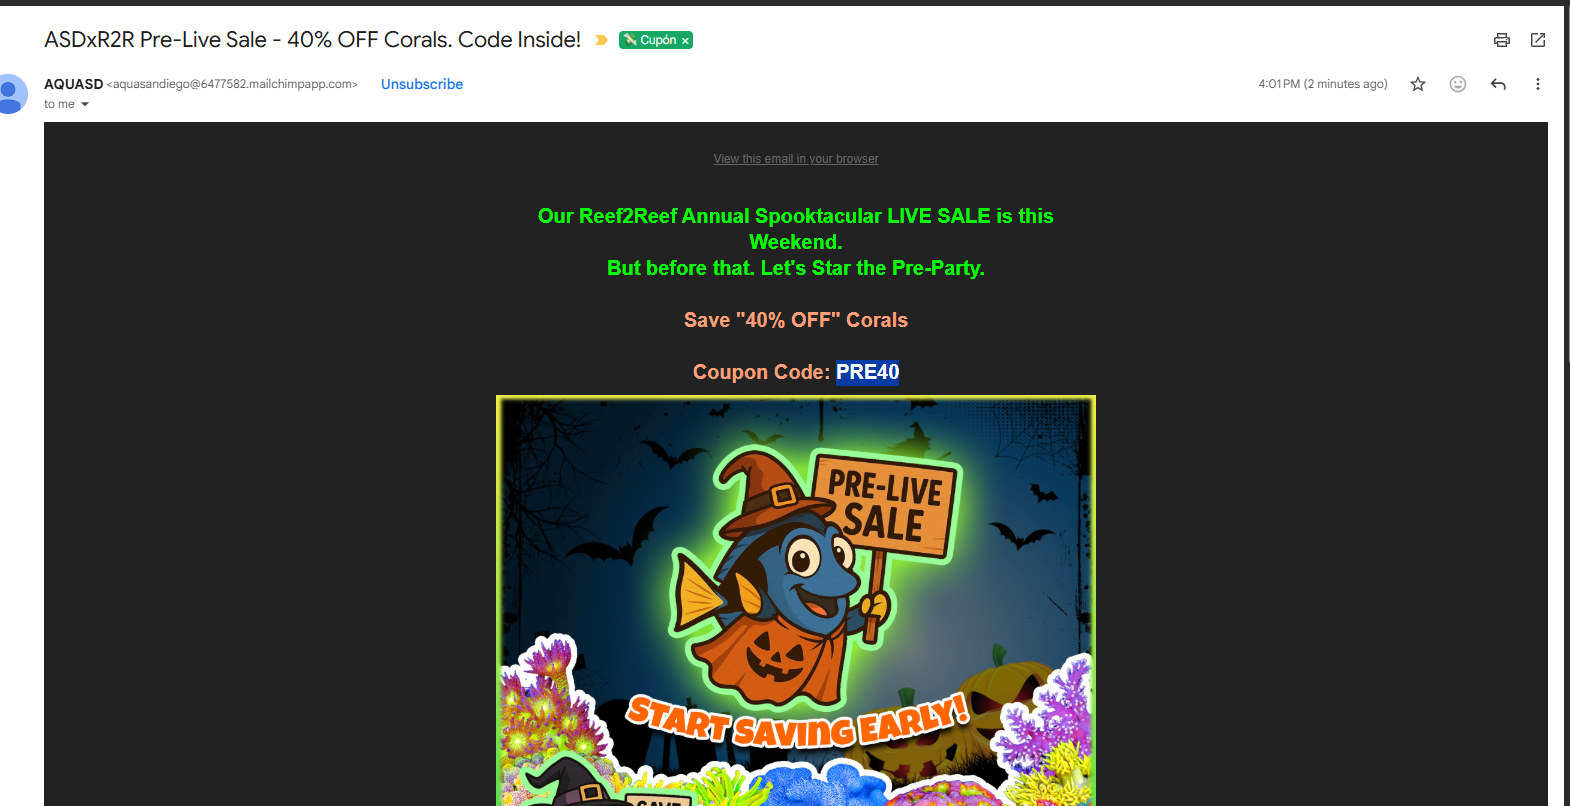 ASDxR2R Pre-Live Sale - 40% OFF Corals. Code Inside!
Cupón ×
AQUASD <aquasandiego@6477582.mailchimpapp.com> Unsubscribe
4:01 PM (2 minutes ago)
to me
View this email in your browser
Our Reef2Reef Annual Spooktacular LIVE SALE is this
Weekend.
But before that. Let's Star the Pre-Party.
Save "40% OFF" Corals
Coupon Code: PRE40
PRE-LIVE
SALE
START SAVING EARLY!
SAVE